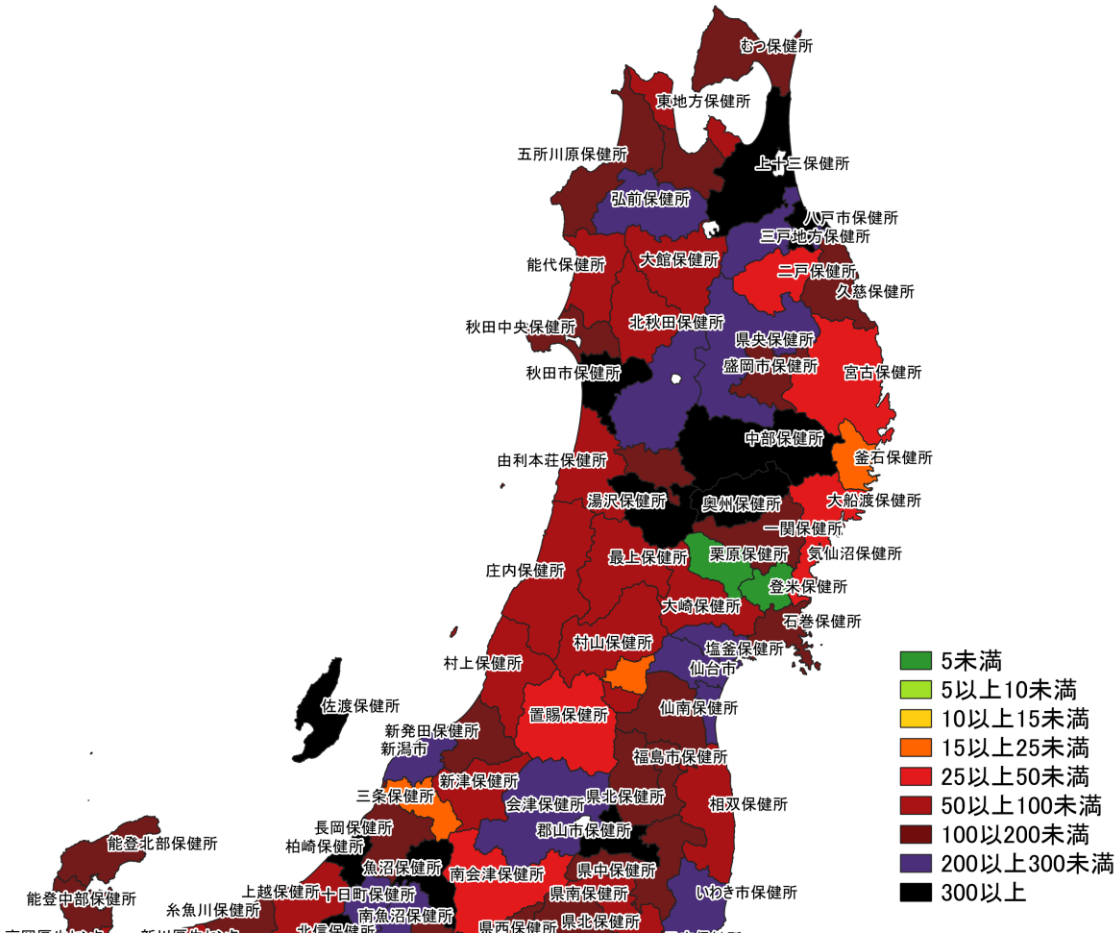 むつ保健所
東地方保健所
五所川原保健所
上十三保健所
弘前保健所
八戸市保健所
三戸地方保健所
能代保健所
大館保健所
二戸保健所
久慈保健所
秋田中央保健所
北秋田保健所
県央保健所
秋田市保健所
盛岡市保健所
宮古保健所
中部保健所
由利本荘保健所
釜石保健所
湯沢保健所
奥州保健所
大船渡保健所
一関保健所
最上保健所
栗原保健所
気仙沼保健所
庄内保健所
登米保健所
大崎保健所
石巻保健所
村山保健所
塩釜保健所
村上保健所
仙台市
佐渡保健所
置賜保健所
仙南保健所
新発田保健所
新潟市
福島市保健所
新津保健所
三条保健所
会津保健所
県北保健所
相双保健所
長岡保健所
郡山市保健所
柏崎保健所
能登北部保健所
魚沼保健所
南会津保健所
県中保健所
能登中部保健所
上越保健所
十日町保健所
県南保健所
いわき市保健所
糸魚川保健所
南魚沼保健所
県西保健所
県北保健所
北信保健所
5未満
5以上10未満
10以上15未満
15以上25未満
25以上50未満
50以上100未満
100以200未満
200以上300未満
300以上